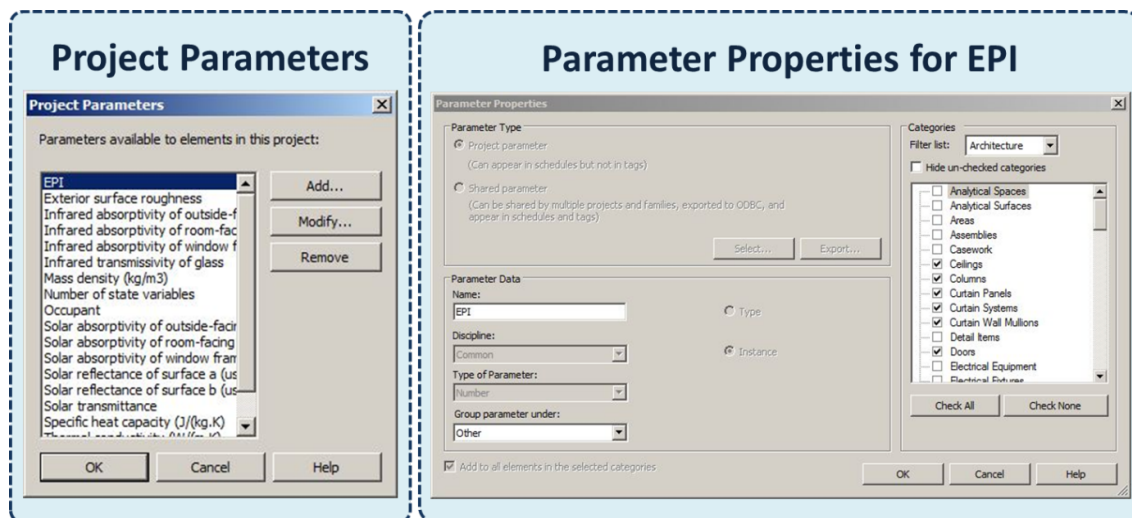 Project Parameters
Project Parameters
Parameters available to elements in this project:
EPI
Exterior surface roughness
Infrared absorptivity of outside-f
Infrared absorptivity of room-fac
Infrared absorptivity of window f
Infrared transmissivity of glass
Mass density (kg/m3)
Number of state variables
Occupant
Solar absorptivity of outside-facin
Solar absorptivity of room-facing
Solar absorptivity of window fram
Solar reflectance of surface a (us
Solar reflectance of surface b (us
Solar transmittance
Specific heat capacity (J/(kg.K)
Thermal conductivity (W/(m.K)
Add...
Modify...
Remove
OK
Cancel
Help
Parameter Properties for EPI
Parameter Properties
Parameter Type
Project parameter
(Can appear in schedules but not in tags)
Shared parameter
(Can be shared by multiple projects and families, exported to ODBC, and
appear in schedules and tags)
Select...
Export...
Parameter Data
Name:
EPI
Type
Discipline:
Common
Instance
Type of Parameter:
Number
Group parameter under:
Other
Add to all elements in the selected categories
Categories
Filter list:
Architecture
Hide un-checked categories
Analytical Spaces
Analytical Surfaces
Areas
Assemblies
Casework
Ceilings
Columns
Curtain Panels
Curtain Systems
Curtain Wall Mullions
Detail Items
Doors
Electrical Equipment
Electrical Fixtures
Check All
Check None
OK
Cancel
Help